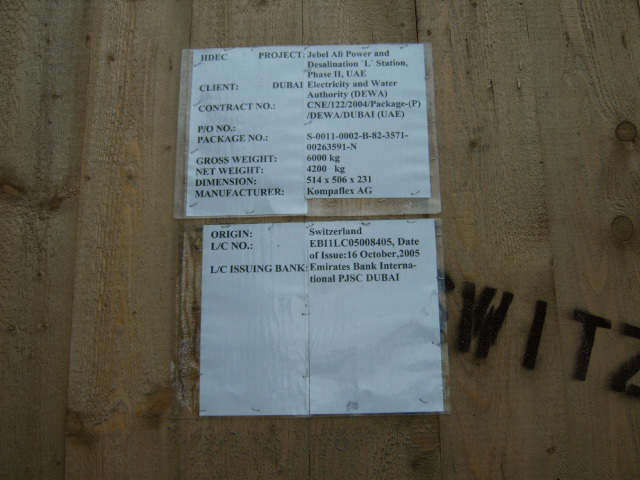 HDEC PROJECT: Jebel Ali Power and
Desalination `L` Station,
Phase II, UAE
CLIENT: DUBAI Electricity and Water
Authority (DEWA)
CONTRACT NO.: CNE/122/2004/Package-(P)
/DEWA/DUBAI (UAE)
P/O NO.:
PACKAGE NO.: S-0011-0002-B-82-3571-
00263591-N
GROSS WEIGHT: 6000 kg
NET WEIGHT: 4200 kg
DIMENSION: 514 x 506 x 231
MANUFACTURER: Kompaflex AG
ORIGIN: Switzerland
L/C NO.: EBI1LC05008405, Date
of Issue:16 October,2005
L/C ISSUING BANK: Emirates Bank Interna-
tional PJSC DUBAI
SWITZ